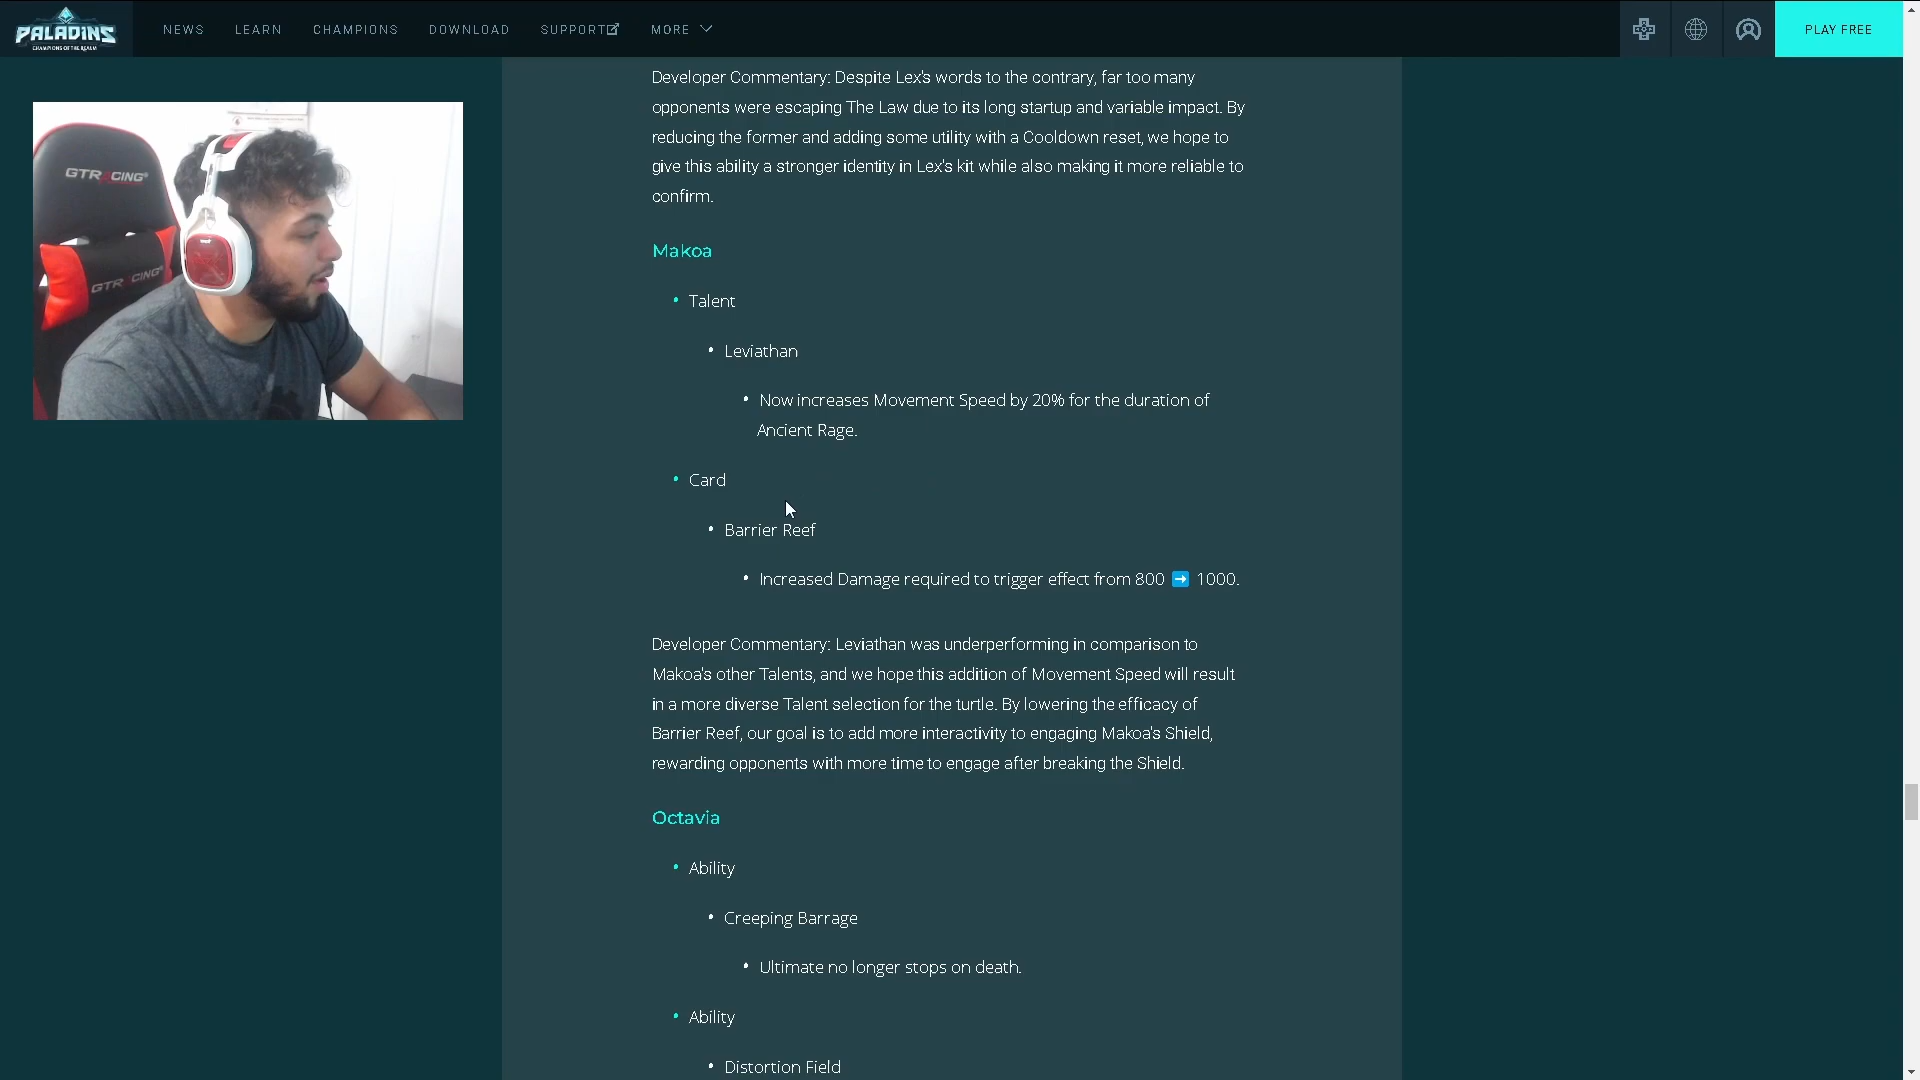 PALADINS
CHAMPIONS OF THE REALM
NEWS
LEARN
CHAMPIONS
DOWNLOAD
SUPPORT
MORE
PLAY FREE
GTRACING
GTRACING
Developer Commentary: Despite Lex's words to the contrary, far too many
opponents were escaping The Law due to its long startup and variable impact. By
reducing the former and adding some utility with a Cooldown reset, we hope to
give this ability a stronger identity in Lex's kit while also making it more reliable to
confirm.
Makoa
• Talent
• Leviathan
• Now increases Movement Speed by 20% for the duration of
Ancient Rage.
• Card
• Barrier Reef
• Increased Damage required to trigger effect from 800 ➡ 1000.
Developer Commentary: Leviathan was underperforming in comparison to
Makoa's other Talents, and we hope this addition of Movement Speed will result
in a more diverse Talent selection for the turtle. By lowering the efficacy of
Barrier Reef, our goal is to add more interactivity to engaging Makoa's Shield,
rewarding opponents with more time to engage after breaking the Shield.
Octavia
• Ability
• Creeping Barrage
• Ultimate no longer stops on death.
• Ability
• Distortion Field